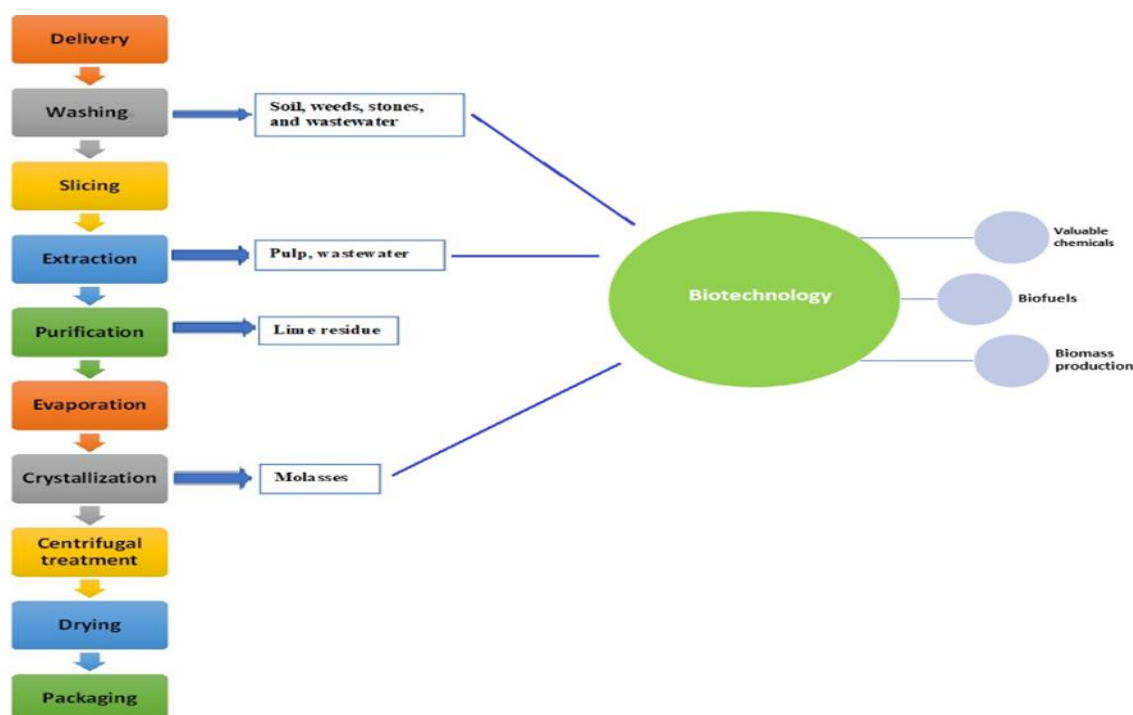 Delivery
Washing
Soil, weeds, stones,
and wastewater
Slicing
Extraction
Pulp, wastewater
Purification
Lime residue
Evaporation
Crystallization
Molasses
Centrifugal
treatment
Drying
Packaging
Biotechnology
Valuable
chemicals
Biofuels
Biomass
production